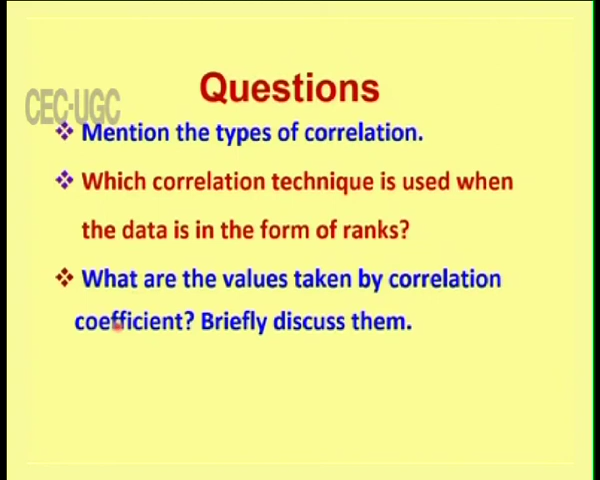 Questions
CEC-UGC
❖ Mention the types of correlation.
❖ Which correlation technique is used when
the data is in the form of ranks?
❖ What are the values taken by correlation
coefficient? Briefly discuss them.